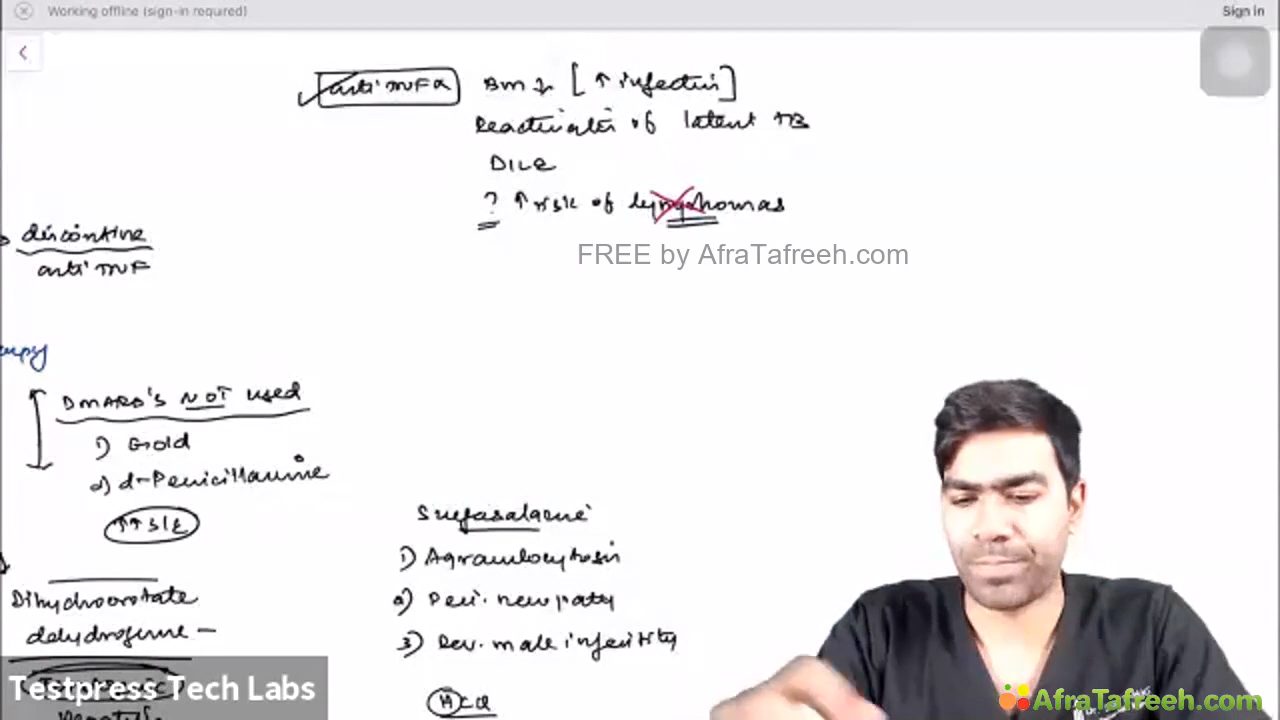 Working offline (sign-in required)
Sign in
anti TNFα BM↓ [↑ infection]
Reactivation of latent TB
DILE
? ↑ risk of lymphomas
FREE by AfraTafreeh.com
discontinue
anti TNF
DMARD's NOT used
1) Gold
2) d-Penicillamine
↑↑ S/E
Sulfasalazine
1) Agranulocytosis
2) Peri. neuropathy
3) Rev. male infertility
Dihydroorotate
dehydrogenase –
HCQ
Testpress Tech Labs
AfraTafreeh.com